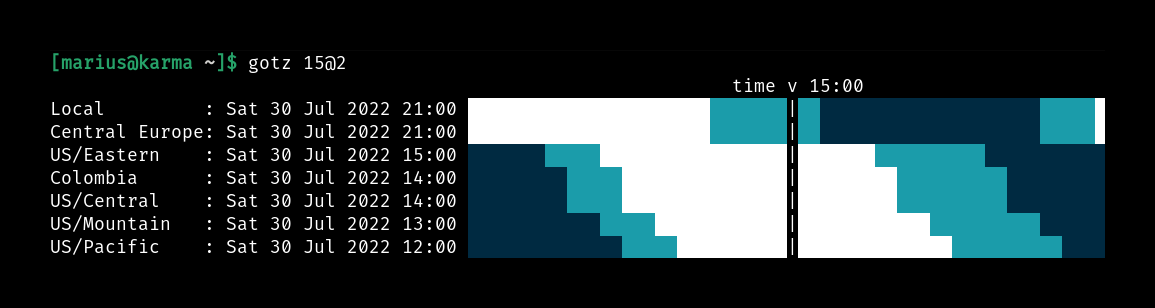 [marius@karma ~]$ gotz 15@2
time v 15:00
Local         : Sat 30 Jul 2022 21:00 |
Central Europe: Sat 30 Jul 2022 21:00 |
US/Eastern    : Sat 30 Jul 2022 15:00 |
Colombia      : Sat 30 Jul 2022 14:00 |
US/Central    : Sat 30 Jul 2022 14:00 |
US/Mountain   : Sat 30 Jul 2022 13:00 |
US/Pacific    : Sat 30 Jul 2022 12:00 |